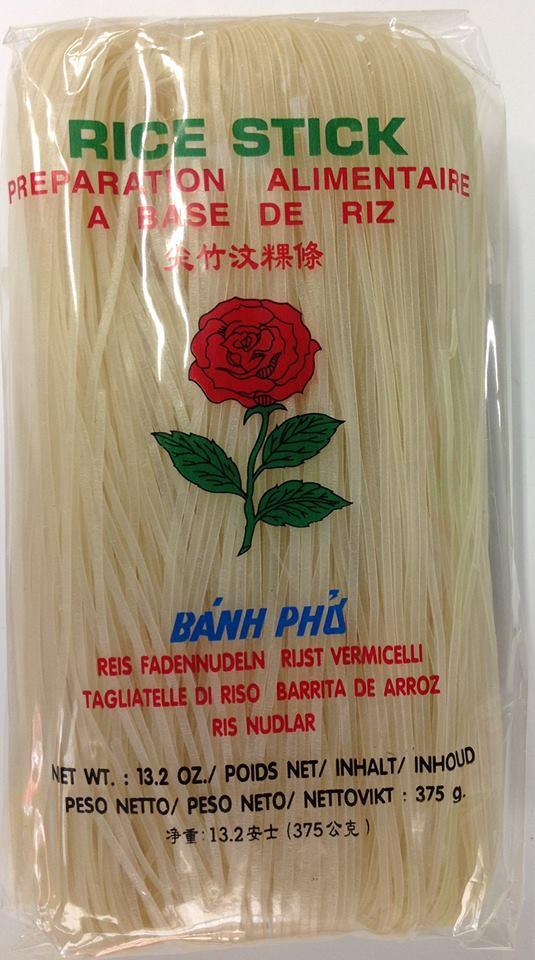 RICE STICK
PREPARATION ALIMENTAIRE
A BASE DE RIZ
尖竹汶粿條
BÁNH PHỞ
REIS FADENNUDELN RIJST VERMICELLI
TAGLIATELLE DI RISO BARRITA DE ARROZ
RIS NUDLAR
NET WT. : 13.2 OZ./ POIDS NET/ INHALT/ INHOUD
PESO NETTO/ PESO NETO/ NETTOVIKT : 375 g.
净重:13.2安士(375公克)